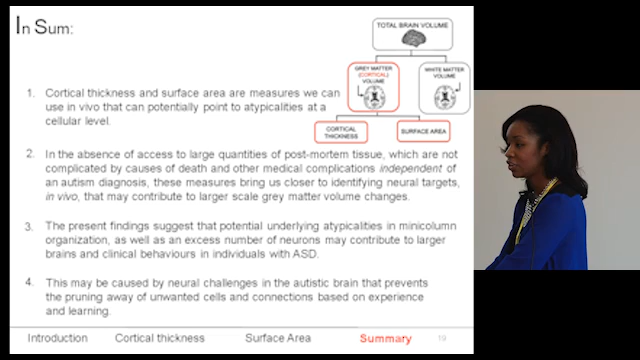 In Sum:
TOTAL BRAIN VOLUME
GREY MATTER
(CORTICAL)
VOLUME
WHITE MATTER
VOLUME
CORTICAL
THICKNESS
SURFACE AREA
1. Cortical thickness and surface area are measures we can
use in vivo that can potentially point to atypicalities at a
cellular level.
2. In the absence of access to large quantities of post-mortem tissue, which are not
complicated by causes of death and other medical complications independent of
an autism diagnosis, these measures bring us closer to identifying neural targets,
in vivo, that may contribute to larger scale grey matter volume changes.
3. The present findings suggest that potential underlying atypicalities in minicolumn
organization, as well as an excess number of neurons may contribute to larger
brains and clinical behaviours in individuals with ASD.
4. This may be caused by neural challenges in the autistic brain that prevents
the pruning away of unwanted cells and connections based on experience
and learning.
Introduction Cortical thickness Surface Area Summary 19